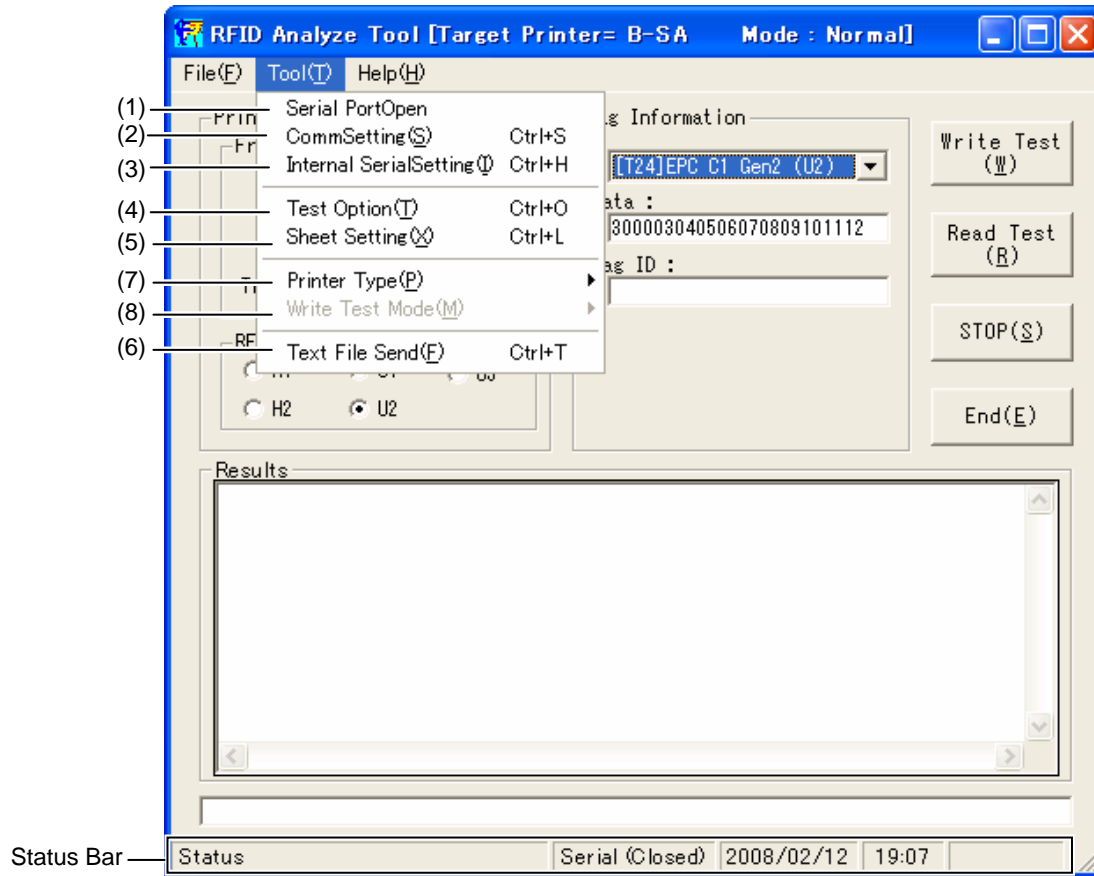 RFID Analyze Tool [Target Printer= B-SA Mode : Normal]
File(F) Tool(T) Help(H)
(1) Serial PortOpen
(2) CommSetting(S) Ctrl+S
(3) Internal SerialSetting(I) Ctrl+H
(4) Test Option(T) Ctrl+O
(5) Sheet Setting(X) Ctrl+L
(7) Printer Type(P)
(8) Write Test Mode(M)
(6) Text File Send(F) Ctrl+T
Information
[T24]EPC C1 Gen2 (U2)
ata :
300003040506070809101112
ag ID :
H2 U2
Write Test
(W)
Read Test
(R)
STOP(S)
End(E)
Results
Status Bar
Status Serial (Closed) 2008/02/12 19:07